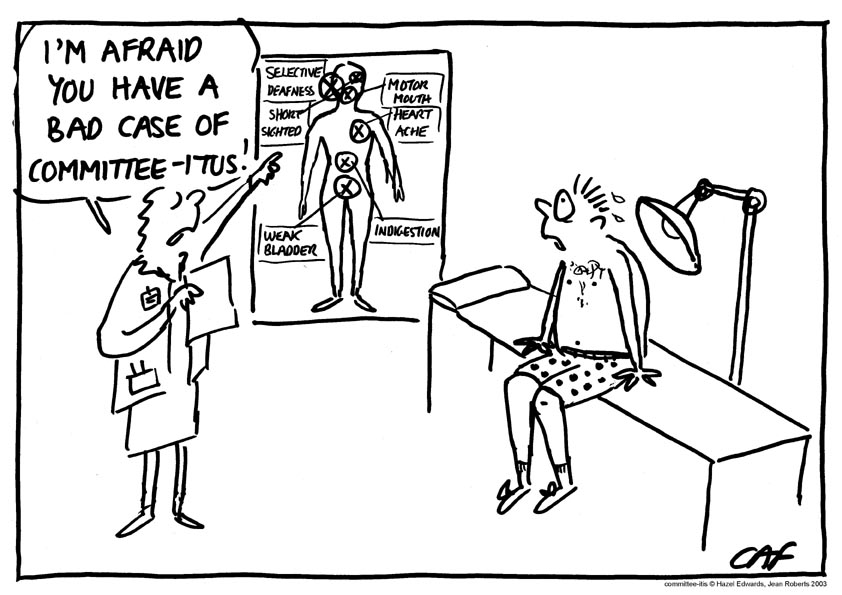 I'M AFRAID
YOU HAVE A
BAD CASE OF
COMMITTEE-ITUS!
SELECTIVE
DEAFNESS
MOTOR
MOUTH
SHORT
SIGHTED
HEART
ACHE
WEAK
BLADDER
INDIGESTION
CAF
committee-itis © Hazel Edwards, Jean Roberts 2003